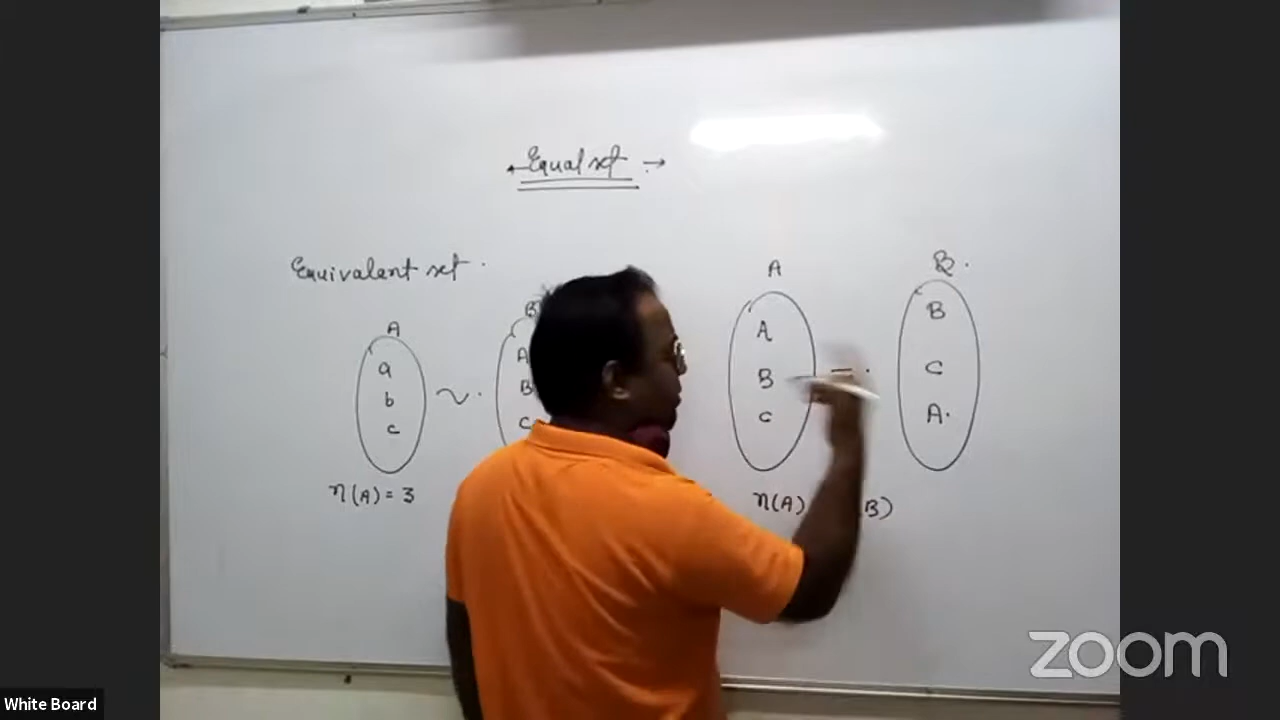 Equal set →
Equivalent set.
A
a
b
c
~
n(A) = 3
B
A
B
C
A
A
B
C
=
B.
B
C
A.
n(A) B)
zoom
White Board